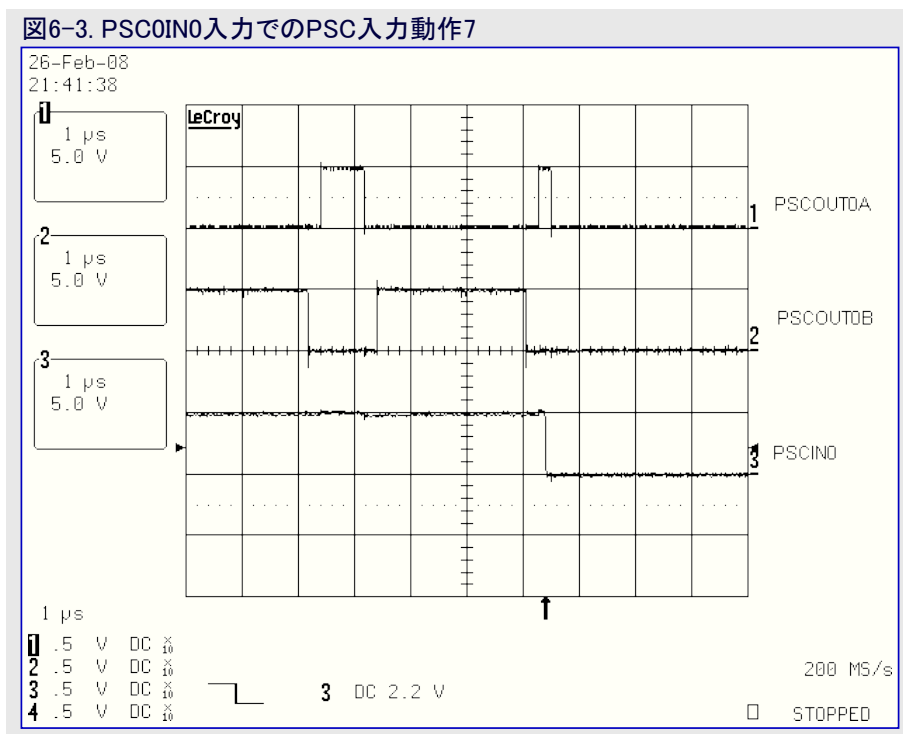 図6-3. PSC0IN0入力でのPSC入力動作7
26-Feb-08
21:41:38
1
1 µs
5.0 V
LeCroy
2
1 µs
5.0 V
3
1 µs
5.0 V
1 PSCOUT0A
2 PSCOUT0B
3 PSCIN0
1 µs
1 .5 V DC X10
2 .5 V DC X10
3 .5 V DC X10
4 .5 V DC X10
3 DC 2.2 V
200 MS/s
STOPPED